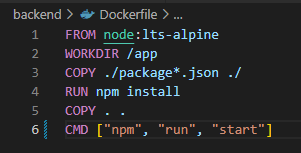 backend > Dockerfile > ...
1 FROM node:lts-alpine
2 WORKDIR /app
3 COPY ./package*.json ./
4 RUN npm install
5 COPY . .
6 CMD ["npm", "run", "start"]